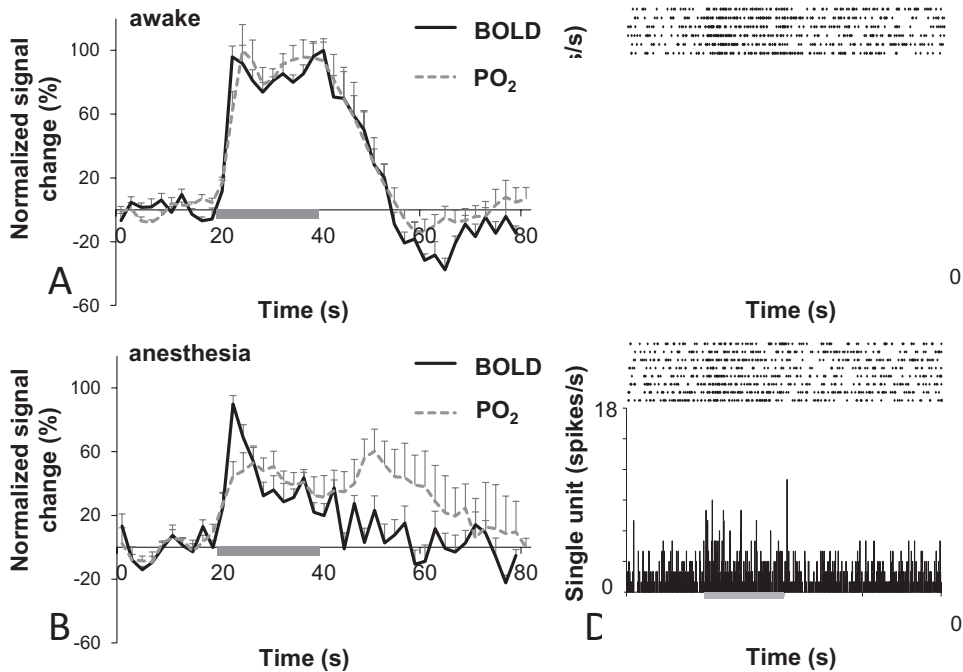 awake
BOLD
PO2
100
60
20
-20
-60
0
20
40
60
80
Normalized signal
change (%)
Time (s)
A
s/s)
Time (s)
0
anesthesia
BOLD
PO2
100
60
20
-20
-60
0
20
40
60
80
Normalized signal
change (%)
Time (s)
B
18
0
Single unit (spikes/s)
D
Time (s)
0